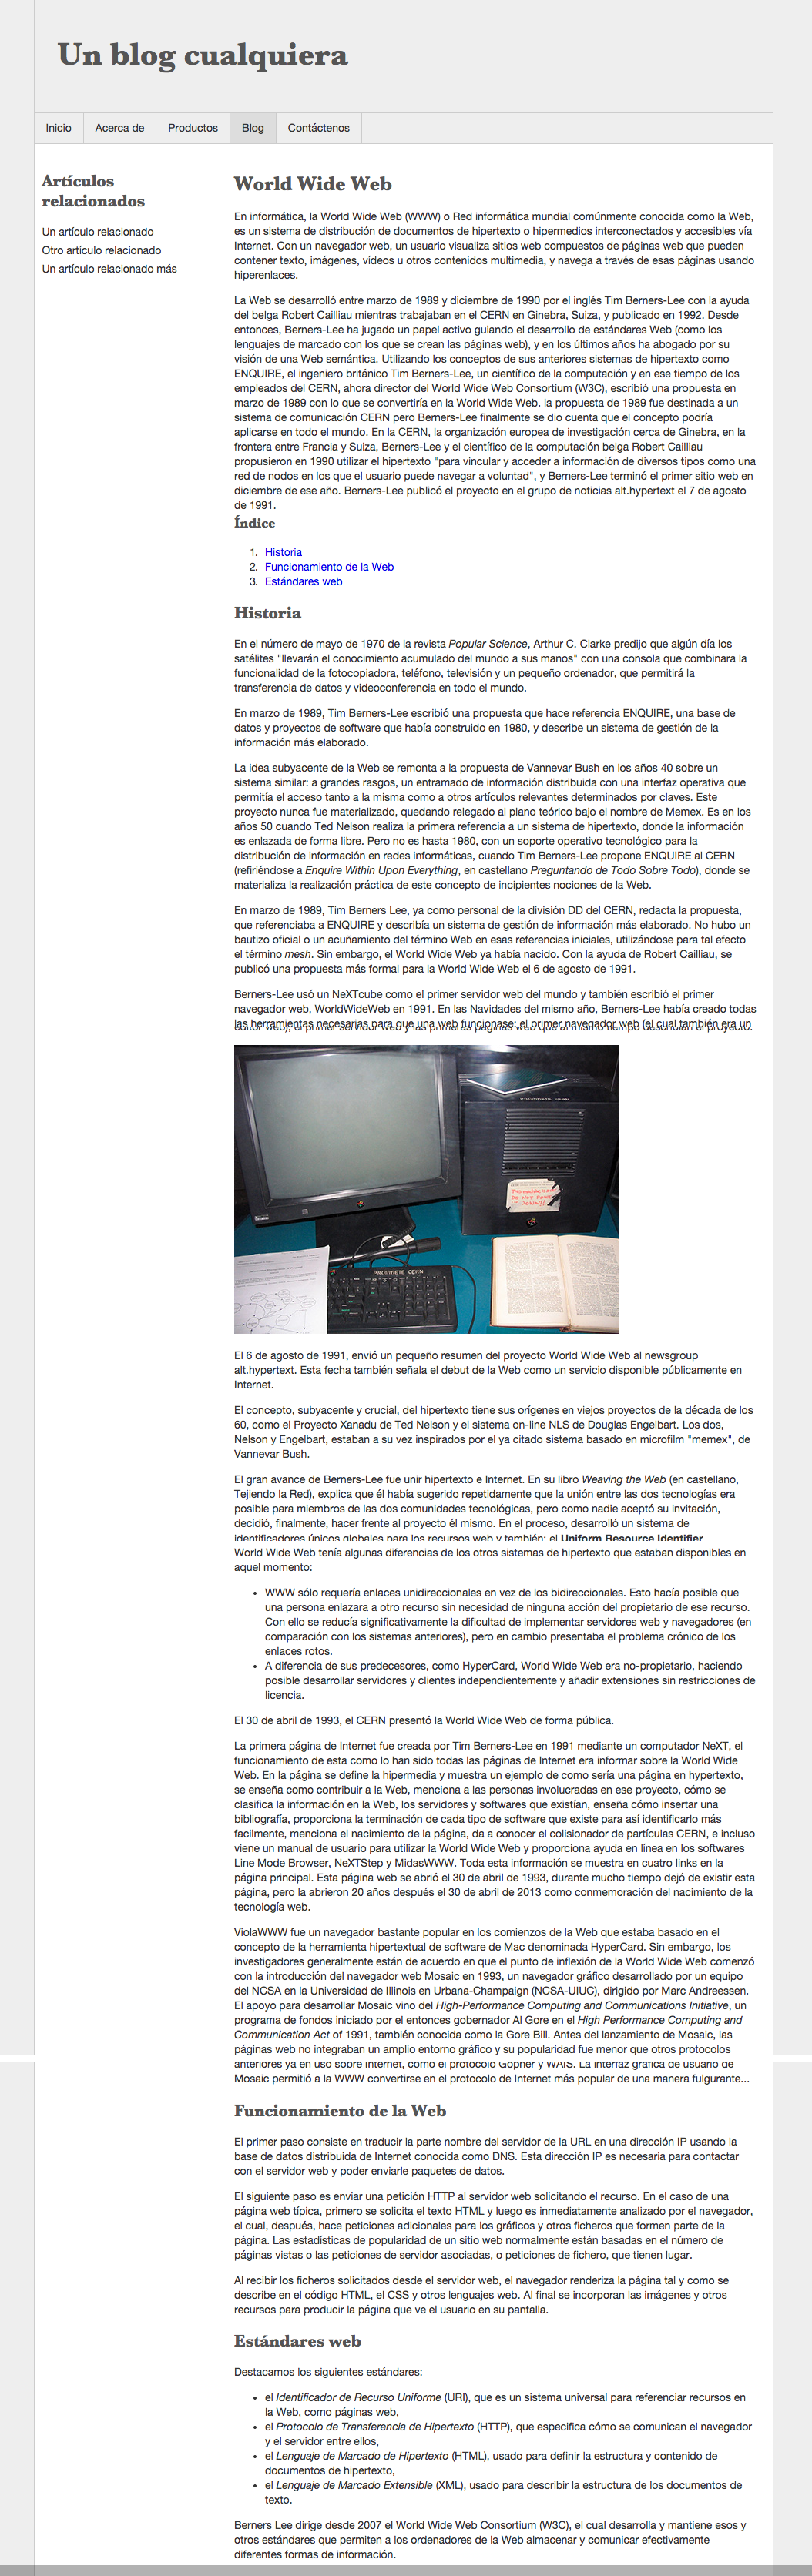 Un blog cualquiera
Inicio
Acerca de
Productos
Blog
Contáctenos
Artículos
relacionados
Un artículo relacionado
Otro artículo relacionado
Un artículo relacionado más
World Wide Web
En informática, la World Wide Web (WWW) o Red informática mundial comúnmente conocida como la Web,
es un sistema de distribución de documentos de hipertexto o hipermedios interconectados y accesibles vía
Internet. Con un navegador web, un usuario visualiza sitios web compuestos de páginas web que pueden
contener texto, imágenes, vídeos u otros contenidos multimedia, y navega a través de esas páginas usando
hiperenlaces.
La Web se desarrolló entre marzo de 1989 y diciembre de 1990 por el inglés Tim Berners-Lee con la ayuda
del belga Robert Cailliau mientras trabajaban en el CERN en Ginebra, Suiza, y publicado en 1992. Desde
entonces, Berners-Lee ha jugado un papel activo guiando el desarrollo de estándares Web (como los
lenguajes de marcado con los que se crean las páginas web), y en los últimos años ha abogado por su
visión de una Web semántica. Utilizando los conceptos de sus anteriores sistemas de hipertexto como
ENQUIRE, el ingeniero británico Tim Berners-Lee, un científico de la computación y en ese tiempo de los
empleados del CERN, ahora director del World Wide Web Consortium (W3C), escribió una propuesta en
marzo de 1989 con lo que se convertiría en la World Wide Web. la propuesta de 1989 fue destinada a un
sistema de comunicación CERN pero Berners-Lee finalmente se dio cuenta que el concepto podría
aplicarse en todo el mundo. En la CERN, la organización europea de investigación cerca de Ginebra, en la
frontera entre Francia y Suiza, Berners-Lee y el científico de la computación belga Robert Cailliau
propusieron en 1990 utilizar el hipertexto "para vincular y acceder a información de diversos tipos como una
red de nodos en los que el usuario puede navegar a voluntad", y Berners-Lee terminó el primer sitio web en
diciembre de ese año. Berners-Lee publicó el proyecto en el grupo de noticias alt.hypertext el 7 de agosto
de 1991.
Índice
1. Historia
2. Funcionamiento de la Web
3. Estándares web
Historia
En el número de mayo de 1970 de la revista Popular Science, Arthur C. Clarke predijo que algún día los
satélites "llevarán el conocimiento acumulado del mundo a sus manos" con una consola que combinara la
funcionalidad de la fotocopiadora, teléfono, televisión y un pequeño ordenador, que permitirá la
transferencia de datos y videoconferencia en todo el mundo.
En marzo de 1989, Tim Berners-Lee escribió una propuesta que hace referencia ENQUIRE, una base de
datos y proyectos de software que había construido en 1980, y describe un sistema de gestión de la
información más elaborado.
La idea subyacente de la Web se remonta a la propuesta de Vannevar Bush en los años 40 sobre un
sistema similar: a grandes rasgos, un entramado de información distribuida con una interfaz operativa que
permitía el acceso tanto a la misma como a otros artículos relevantes determinados por claves. Este
proyecto nunca fue materializado, quedando relegado al plano teórico bajo el nombre de Memex. Es en los
años 50 cuando Ted Nelson realiza la primera referencia a un sistema de hipertexto, donde la información
es enlazada de forma libre. Pero no es hasta 1980, con un soporte operativo tecnológico para la
distribución de información en redes informáticas, cuando Tim Berners-Lee propone ENQUIRE al CERN
(refiriéndose a Enquire Within Upon Everything, en castellano Preguntando de Todo Sobre Todo), donde se
materializa la realización práctica de este concepto de incipientes nociones de la Web.
En marzo de 1989, Tim Berners Lee, ya como personal de la división DD del CERN, redacta la propuesta,
que referenciaba a ENQUIRE y describía un sistema de gestión de información más elaborado. No hubo un
bautizo oficial o un acuñamiento del término Web en esas referencias iniciales, utilizándose para tal efecto
el término mesh. Sin embargo, el World Wide Web ya había nacido. Con la ayuda de Robert Cailliau, se
publicó una propuesta más formal para la World Wide Web el 6 de agosto de 1991.
Berners-Lee usó un NeXTcube como el primer servidor web del mundo y también escribió el primer
navegador web, WorldWideWeb en 1991. En las Navidades del mismo año, Berners-Lee había creado todas
las herramientas necesarias para que una web funcionase: el primer navegador web (el cual también era un
PROPRIETE CERN
El 6 de agosto de 1991, envió un pequeño resumen del proyecto World Wide Web al newsgroup
alt.hypertext. Esta fecha también señala el debut de la Web como un servicio disponible públicamente en
Internet.
El concepto, subyacente y crucial, del hipertexto tiene sus orígenes en viejos proyectos de la década de los
60, como el Proyecto Xanadu de Ted Nelson y el sistema on-line NLS de Douglas Engelbart. Los dos,
Nelson y Engelbart, estaban a su vez inspirados por el ya citado sistema basado en microfilm "memex", de
Vannevar Bush.
El gran avance de Berners-Lee fue unir hipertexto e Internet. En su libro Weaving the Web (en castellano,
Tejiendo la Red), explica que él había sugerido repetidamente que la unión entre las dos tecnologías era
posible para miembros de las dos comunidades tecnológicas, pero como nadie aceptó su invitación,
decidió, finalmente, hacer frente al proyecto él mismo. En el proceso, desarrolló un sistema de
identificadores únicos globales para los recursos web y también: el Uniform Resource Identifier
World Wide Web tenía algunas diferencias de los otros sistemas de hipertexto que estaban disponibles en
aquel momento:
• WWW sólo requería enlaces unidireccionales en vez de los bidireccionales. Esto hacía posible que
una persona enlazara a otro recurso sin necesidad de ninguna acción del propietario de ese recurso.
Con ello se reducía significativamente la dificultad de implementar servidores web y navegadores (en
comparación con los sistemas anteriores), pero en cambio presentaba el problema crónico de los
enlaces rotos.
• A diferencia de sus predecesores, como HyperCard, World Wide Web era no-propietario, haciendo
posible desarrollar servidores y clientes independientemente y añadir extensiones sin restricciones de
licencia.
El 30 de abril de 1993, el CERN presentó la World Wide Web de forma pública.
La primera página de Internet fue creada por Tim Berners-Lee en 1991 mediante un computador NeXT, el
funcionamiento de esta como lo han sido todas las páginas de Internet era informar sobre la World Wide
Web. En la página se define la hipermedia y muestra un ejemplo de como sería una página en hypertexto,
se enseña como contribuir a la Web, menciona a las personas involucradas en ese proyecto, cómo se
clasifica la información en la Web, los servidores y softwares que existían, enseña cómo insertar una
bibliografía, proporciona la terminación de cada tipo de software que existe para así identificarlo más
facilmente, menciona el nacimiento de la página, da a conocer el colisionador de partículas CERN, e incluso
viene un manual de usuario para utilizar la World Wide Web y proporciona ayuda en línea en los softwares
Line Mode Browser, NeXTStep y MidasWWW. Toda esta información se muestra en cuatro links en la
página principal. Esta página web se abrió el 30 de abril de 1993, durante mucho tiempo dejó de existir esta
página, pero la abrieron 20 años después el 30 de abril de 2013 como conmemoración del nacimiento de la
tecnología web.
ViolaWWW fue un navegador bastante popular en los comienzos de la Web que estaba basado en el
concepto de la herramienta hipertextual de software de Mac denominada HyperCard. Sin embargo, los
investigadores generalmente están de acuerdo en que el punto de inflexión de la World Wide Web comenzó
con la introducción del navegador web Mosaic en 1993, un navegador gráfico desarrollado por un equipo
del NCSA en la Universidad de Illinois en Urbana-Champaign (NCSA-UIUC), dirigido por Marc Andreessen.
El apoyo para desarrollar Mosaic vino del High-Performance Computing and Communications Initiative, un
programa de fondos iniciado por el entonces gobernador Al Gore en el High Performance Computing and
Communication Act of 1991, también conocida como la Gore Bill. Antes del lanzamiento de Mosaic, las
páginas web no integraban un amplio entorno gráfico y su popularidad fue menor que otros protocolos
anteriores ya en uso sobre Internet, como el protocolo Gopher y WAIS. La interfaz gráfica de usuario de
Mosaic permitió a la WWW convertirse en el protocolo de Internet más popular de una manera fulgurante...
Funcionamiento de la Web
El primer paso consiste en traducir la parte nombre del servidor de la URL en una dirección IP usando la
base de datos distribuida de Internet conocida como DNS. Esta dirección IP es necesaria para contactar
con el servidor web y poder enviarle paquetes de datos.
El siguiente paso es enviar una petición HTTP al servidor web solicitando el recurso. En el caso de una
página web típica, primero se solicita el texto HTML y luego es inmediatamente analizado por el navegador,
el cual, después, hace peticiones adicionales para los gráficos y otros ficheros que formen parte de la
página. Las estadísticas de popularidad de un sitio web normalmente están basadas en el número de
páginas vistas o las peticiones de servidor asociadas, o peticiones de fichero, que tienen lugar.
Al recibir los ficheros solicitados desde el servidor web, el navegador renderiza la página tal y como se
describe en el código HTML, el CSS y otros lenguajes web. Al final se incorporan las imágenes y otros
recursos para producir la página que ve el usuario en su pantalla.
Estándares web
Destacamos los siguientes estándares:
• el Identificador de Recurso Uniforme (URI), que es un sistema universal para referenciar recursos en
la Web, como páginas web,
• el Protocolo de Transferencia de Hipertexto (HTTP), que especifica cómo se comunican el navegador
y el servidor entre ellos,
• el Lenguaje de Marcado de Hipertexto (HTML), usado para definir la estructura y contenido de
documentos de hipertexto,
• el Lenguaje de Marcado Extensible (XML), usado para describir la estructura de los documentos de
texto.
Berners Lee dirige desde 2007 el World Wide Web Consortium (W3C), el cual desarrolla y mantiene esos y
otros estándares que permiten a los ordenadores de la Web almacenar y comunicar efectivamente
diferentes formas de información.